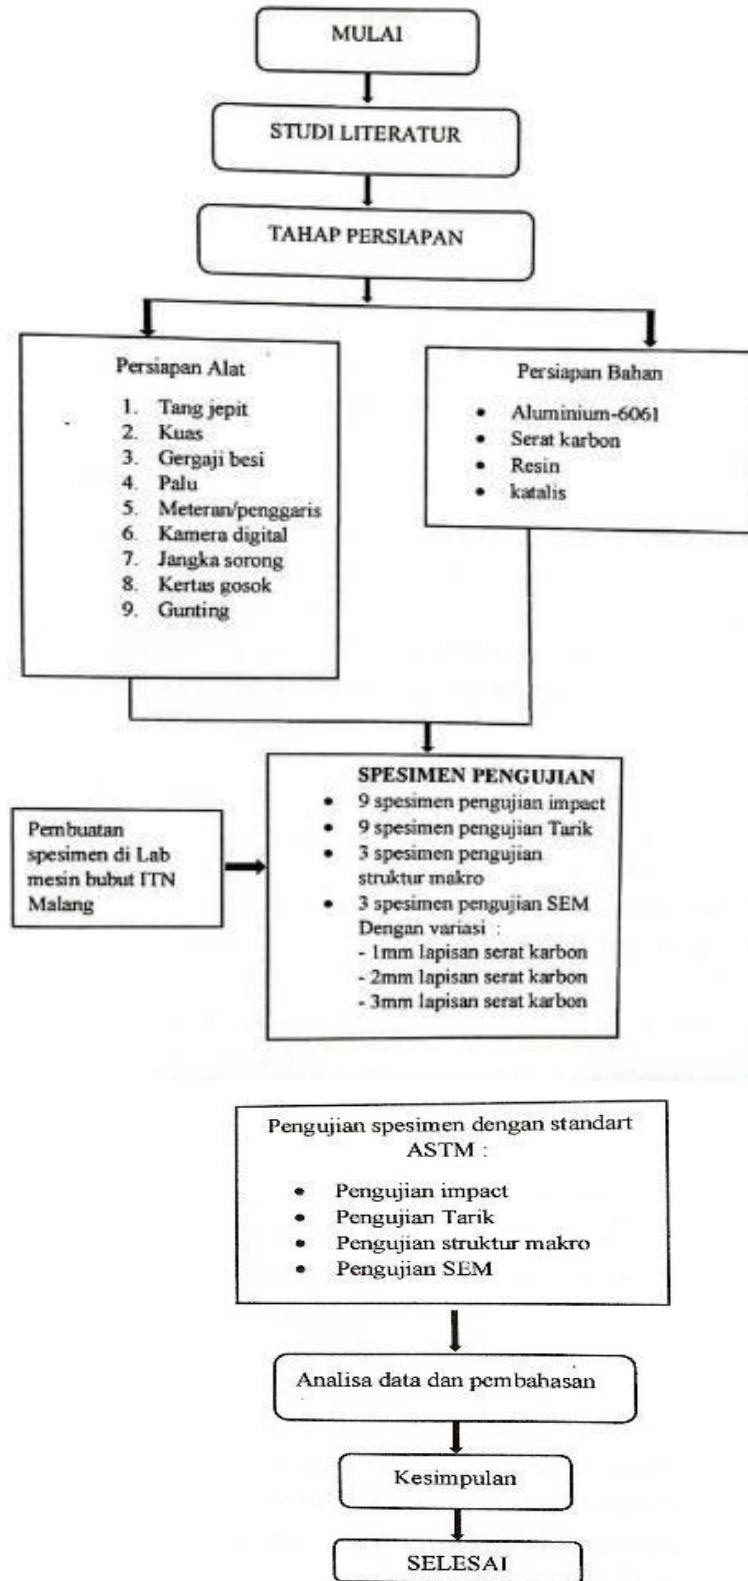 MULAI
STUDI LITERATUR
TAHAP PERSIAPAN
Persiapan Alat
1. Tang jepit
2. Kuas
3. Gergaji besi
4. Palu
5. Meteran/penggaris
6. Kamera digital
7. Jangka sorong
8. Kertas gosok
9. Gunting
Persiapan Bahan
• Aluminium-6061
• Serat karbon
• Resin
• katalis
Pembuatan
spesimen di Lab
mesin bubut ITN
Malang
SPESIMEN PENGUJIAN
• 9 spesimen pengujian impact
• 9 spesimen pengujian Tarik
• 3 spesimen pengujian
struktur makro
• 3 spesimen pengujian SEM
Dengan variasi :
- 1mm lapisan serat karbon
- 2mm lapisan serat karbon
- 3mm lapisan serat karbon
Pengujian spesimen dengan standart
ASTM :
• Pengujian impact
• Pengujian Tarik
• Pengujian struktur makro
• Pengujian SEM
Analisa data dan pembahasan
Kesimpulan
SELESAI